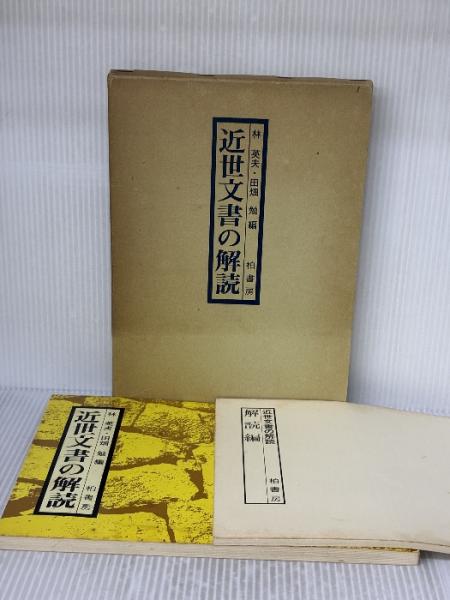 近世文書の解読
林 英夫・田畑 勉 編
柏書房
近世文書の解読
林 英夫・田畑 勉 編
柏書房
近世文書の解読
解読編
柏書房